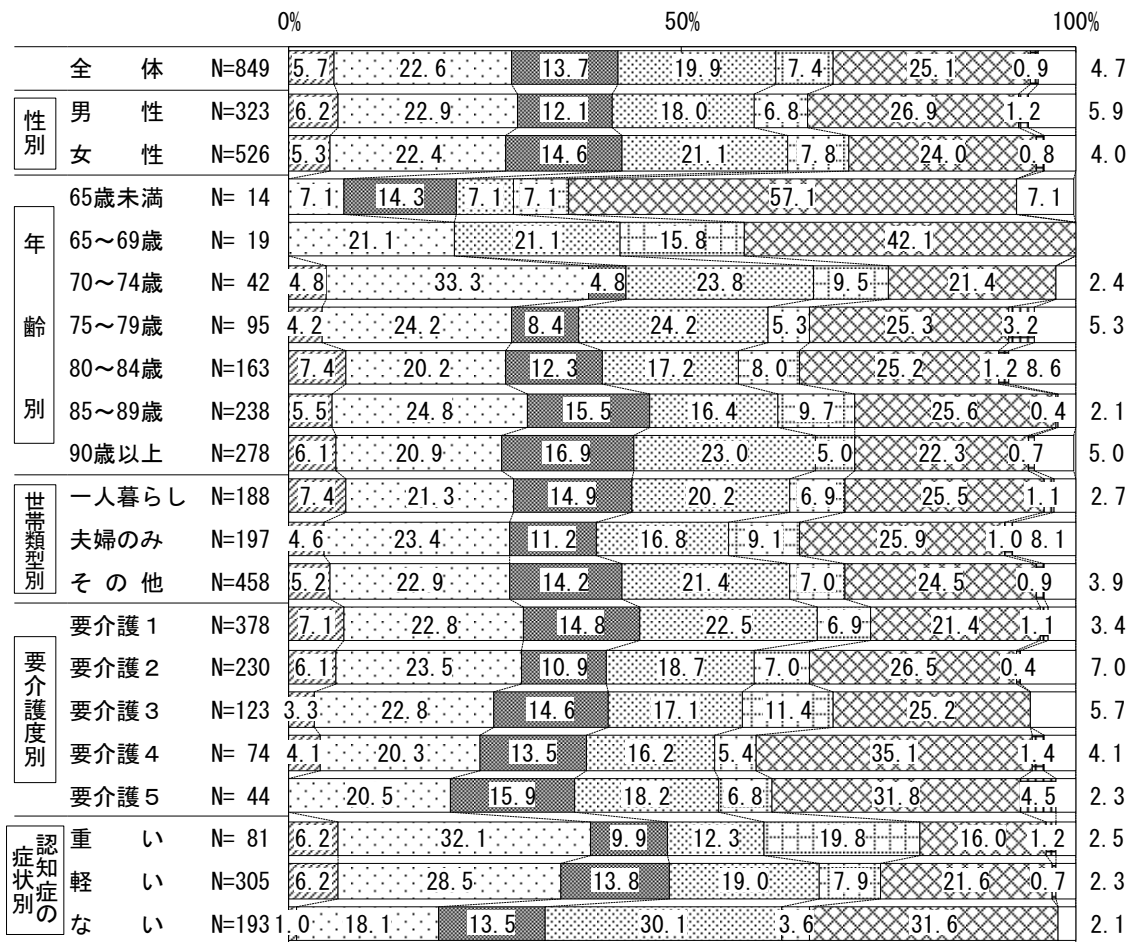 0% 50% 100%
全 体 N=849 5.7 22.6 13.7 19.9 7.4 25.1 0.9 4.7
性別
男 性 N=323 6.2 22.9 12.1 18.0 6.8 26.9 1.2 5.9
女 性 N=526 5.3 22.4 14.6 21.1 7.8 24.0 0.8 4.0
年齢別
65歳未満 N= 14 7.1 14.3 7.1 7.1 57.1 7.1
65～69歳 N= 19 21.1 21.1 15.8 42.1
70～74歳 N= 42 4.8 33.3 4.8 23.8 9.5 21.4 2.4
75～79歳 N= 95 4.2 24.2 8.4 24.2 5.3 25.3 3.2 5.3
80～84歳 N=163 7.4 20.2 12.3 17.2 8.0 25.2 1.2 8.6
85～89歳 N=238 5.5 24.8 15.5 16.4 9.7 25.6 0.4 2.1
90歳以上 N=278 6.1 20.9 16.9 23.0 5.0 22.3 0.7 5.0
世帯類型別
一人暮らし N=188 7.4 21.3 14.9 20.2 6.9 25.5 1.1 2.7
夫婦のみ N=197 4.6 23.4 11.2 16.8 9.1 25.9 1.0 8.1
そ の 他 N=458 5.2 22.9 14.2 21.4 7.0 24.5 0.9 3.9
要介護度別
要介護１ N=378 7.1 22.8 14.8 22.5 6.9 21.4 1.1 3.4
要介護２ N=230 6.1 23.5 10.9 18.7 7.0 26.5 0.4 7.0
要介護３ N=123 3.3 22.8 14.6 17.1 11.4 25.2 5.7
要介護４ N= 74 4.1 20.3 13.5 16.2 5.4 35.1 1.4 4.1
要介護５ N= 44 20.5 15.9 18.2 6.8 31.8 4.5 2.3
認知症の症状別
重 い N= 81 6.2 32.1 9.9 12.3 19.8 16.0 1.2 2.5
軽 い N=305 6.2 28.5 13.8 19.0 7.9 21.6 0.7 2.3
な い N=193 1.0 18.1 13.5 30.1 3.6 31.6 2.1